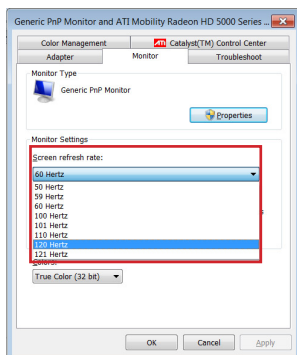 Generic PnP Monitor and ATI Mobility Radeon HD 5000 Series ...
Color Management
ATI Catalyst(TM) Control Center
Adapter
Monitor
Troubleshoot
Monitor Type
Generic PnP Monitor
Properties
Monitor Settings
Screen refresh rate:
60 Hertz
50 Hertz
59 Hertz
60 Hertz
100 Hertz
101 Hertz
110 Hertz
120 Hertz
121 Hertz
Colors:
True Color (32 bit)
OK
Cancel
Apply